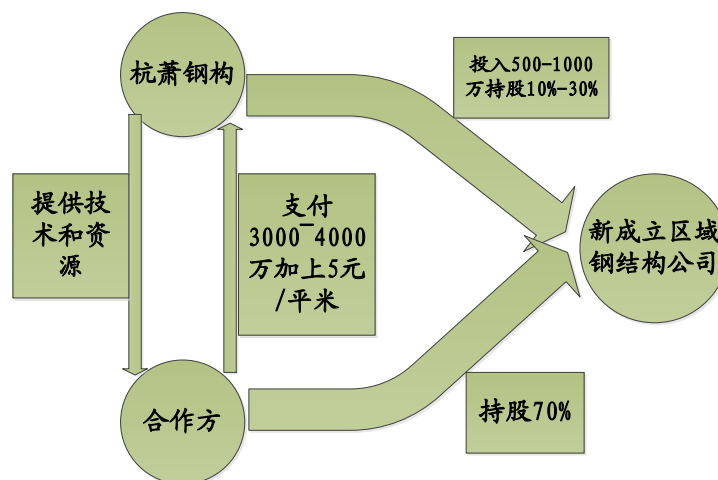 杭萧钢构
投入500-1000
万持股10%-30%
提供技
术和资
源
支付
3000-4000
万加上5元
/平米
新成立区域
钢结构公司
合作方
持股70%